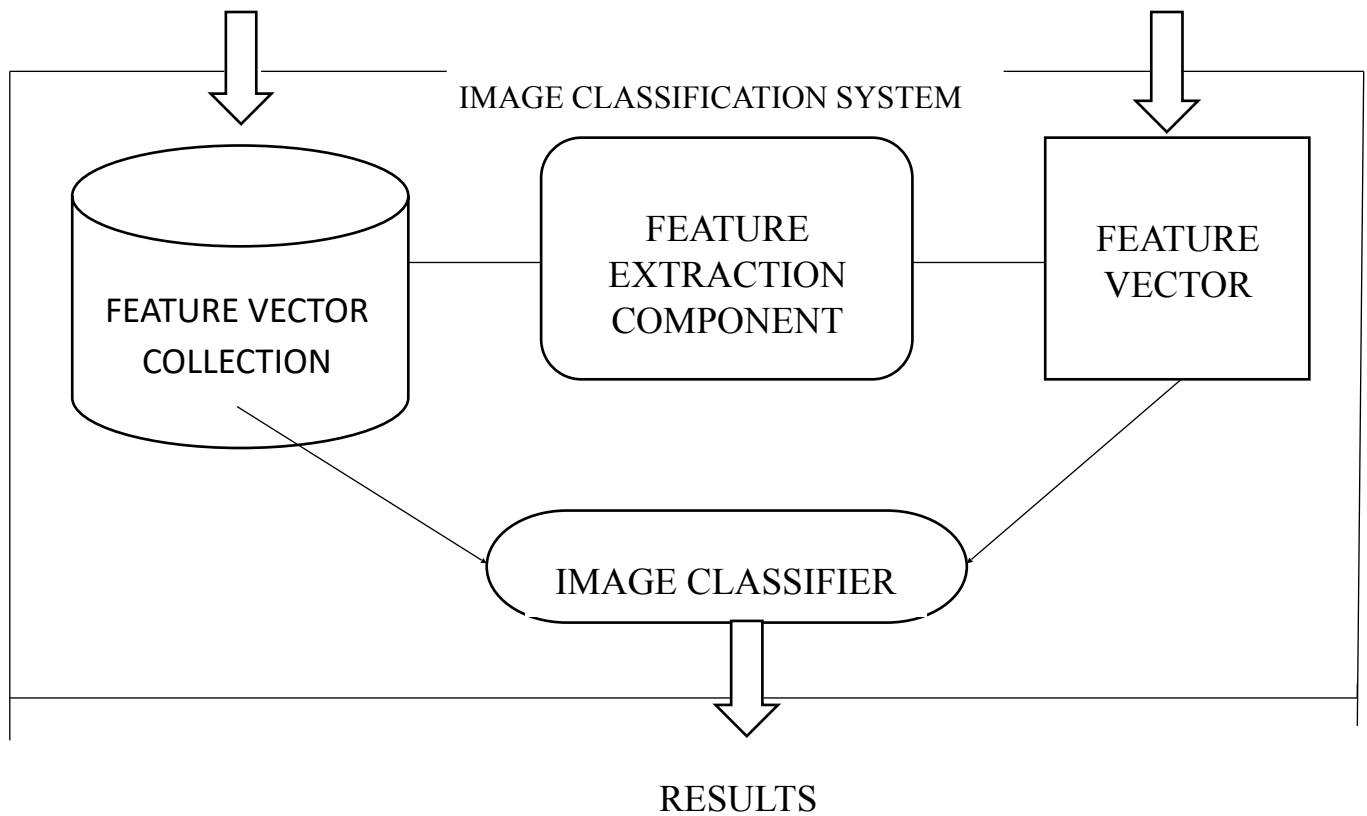 IMAGE CLASSIFICATION SYSTEM
FEATURE VECTOR
COLLECTION
FEATURE
EXTRACTION
COMPONENT
FEATURE
VECTOR
IMAGE CLASSIFIER
RESULTS